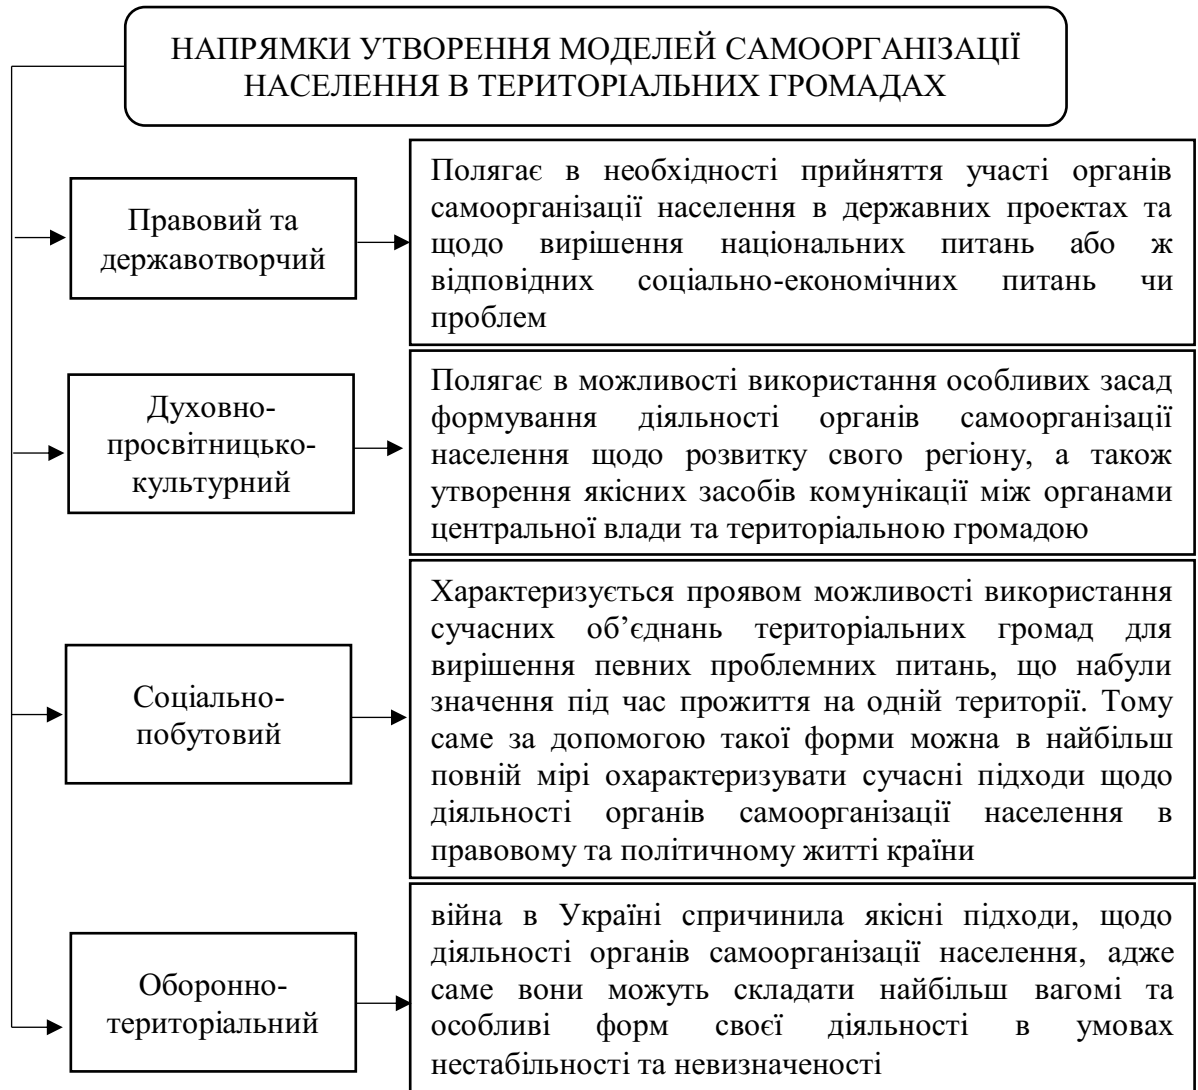 НАПРЯМКИ УТВОРЕННЯ МОДЕЛЕЙ САМООРГАНІЗАЦІЇ
НАСЕЛЕННЯ В ТЕРИТОРІАЛЬНИХ ГРОМАДАХ
Правовий та
державотворчий
Полягає в необхідності прийняття участі органів
самоорганізації населення в державних проектах та
щодо вирішення національних питань або ж
відповідних соціально-економічних питань чи
проблем
Духовно-
просвітницько-
культурний
Полягає в можливості використання особливих засад
формування діяльності органів самоорганізації
населення щодо розвитку свого регіону, а також
утворення якісних засобів комунікації між органами
центральної влади та територіальною громадою
Соціально-
побутовий
Характеризується проявом можливості використання
сучасних об’єднань територіальних громад для
вирішення певних проблемних питань, що набули
значення під час прожиття на одній території. Тому
саме за допомогою такої форми можна в найбільш
повній мірі охарактеризувати сучасні підходи щодо
діяльності органів самоорганізації населення в
правовому та політичному житті країни
Оборонно-
територіальний
війна в Україні спричинила якісні підходи, щодо
діяльності органів самоорганізації населення, адже
саме вони можуть складати найбільш вагомі та
особливі форм своєї діяльності в умовах
нестабільності та невизначеності